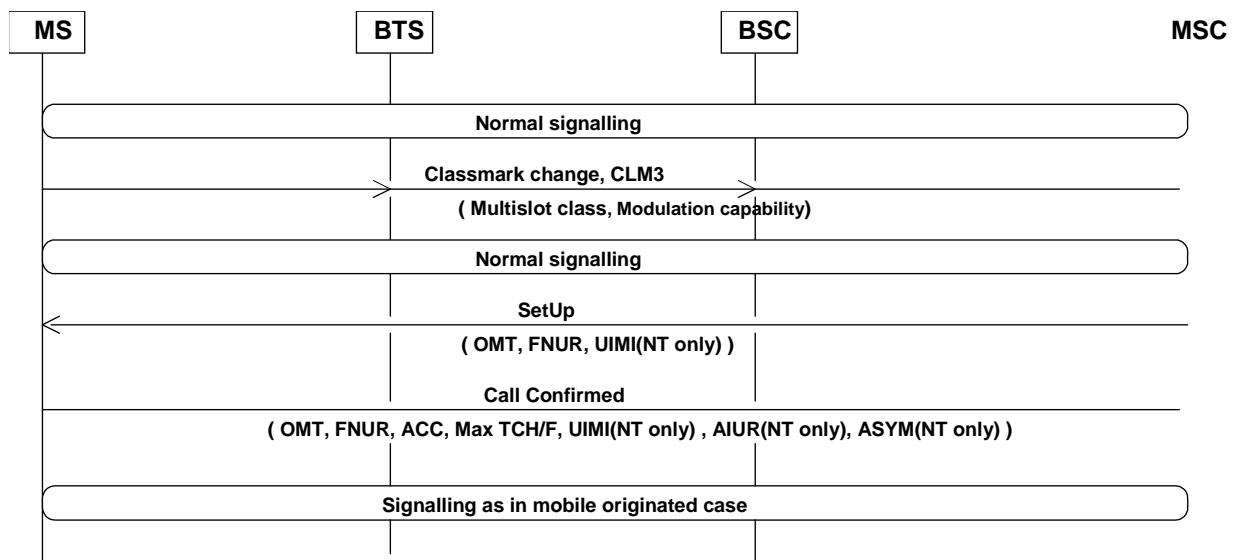 MS BTS BSC MSC
Normal signalling
Classmark change, CLM3
( Multislot class, Modulation capability)
Normal signalling
SetUp
( OMT, FNUR, UIMI(NT only) )
Call Confirmed
( OMT, FNUR, ACC, Max TCH/F, UIMI(NT only) , AIUR(NT only), ASYM(NT only) )
Signalling as in mobile originated case